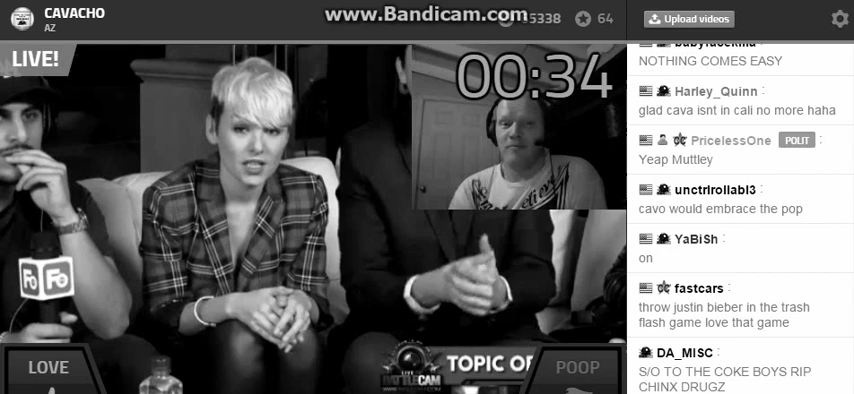 CAVACHO
AZ
www.Bandicam.com
5338
64
Upload videos
LIVE!
00:34
NOTHING COMES EASY
Harley_Quinn :
glad cava isnt in cali no more haha
PricelessOne POLIT :
Yeap Muttley
unctrlrollabl3 :
cavo would embrace the pop
YaBiSh :
on
fastcars :
throw justin bieber in the trash
flash game love that game
DA_MISC :
S/O TO THE COKE BOYS RIP
CHINX DRUGZ
LOVE
BATTLECAM
TOPIC OF
POOP